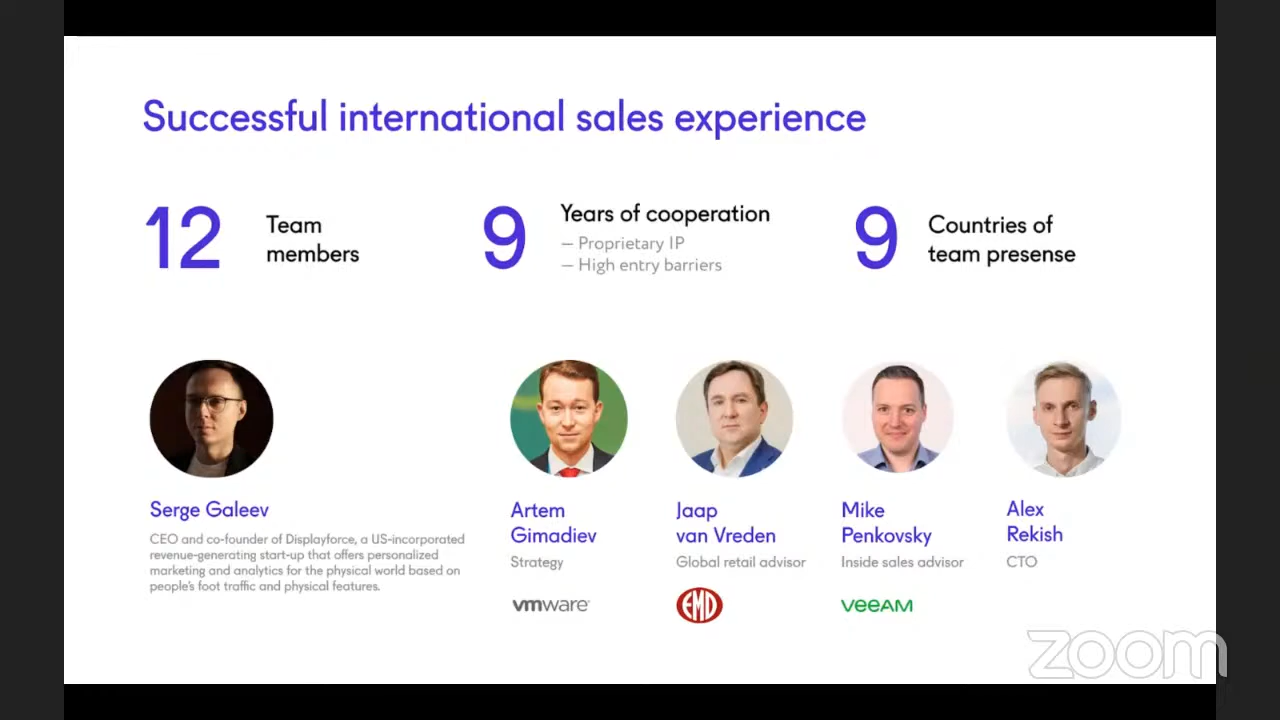 Successful international sales experience
12
Team
members
9
Years of cooperation
– Proprietary IP
– High entry barriers
9
Countries of
team presense
Serge Galeev
CEO and co-founder of Displayforce, a US-incorporated
revenue-generating start-up that offers personalized
marketing and analytics for the physical world based on
people's foot traffic and physical features.
Artem
Gimadiev
Strategy
vmware
Jaap
van Vreden
Global retail advisor
EMD
Mike
Penkovsky
Inside sales advisor
veeAM
Alex
Rekish
CTO
zoom